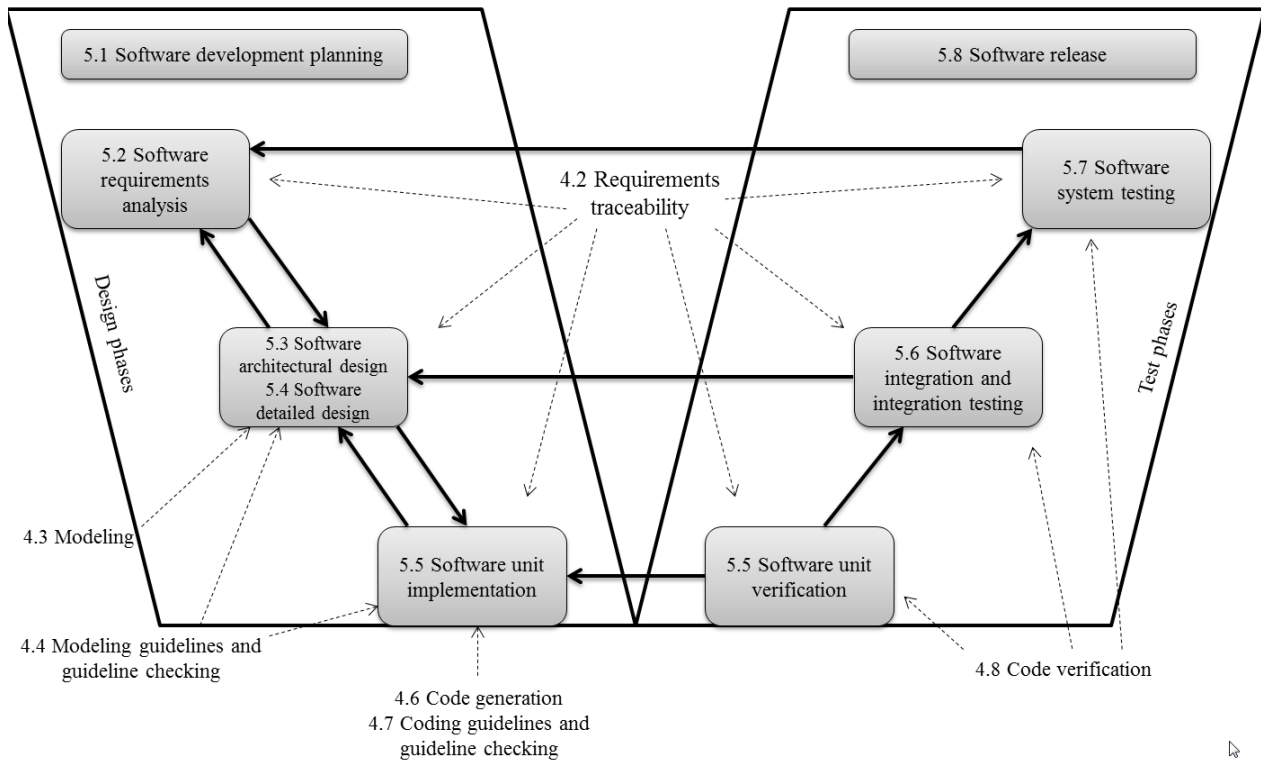 5.1 Software development planning
5.8 Software release
5.2 Software
requirements
analysis
4.2 Requirements
traceability
5.7 Software
system testing
Design phases
Test phases
5.3 Software
architectural design
5.4 Software
detailed design
5.6 Software
integration and
integration testing
4.3 Modeling
5.5 Software unit
implementation
5.5 Software unit
verification
4.4 Modeling guidelines and
guideline checking
4.8 Code verification
4.6 Code generation
4.7 Coding guidelines and
guideline checking